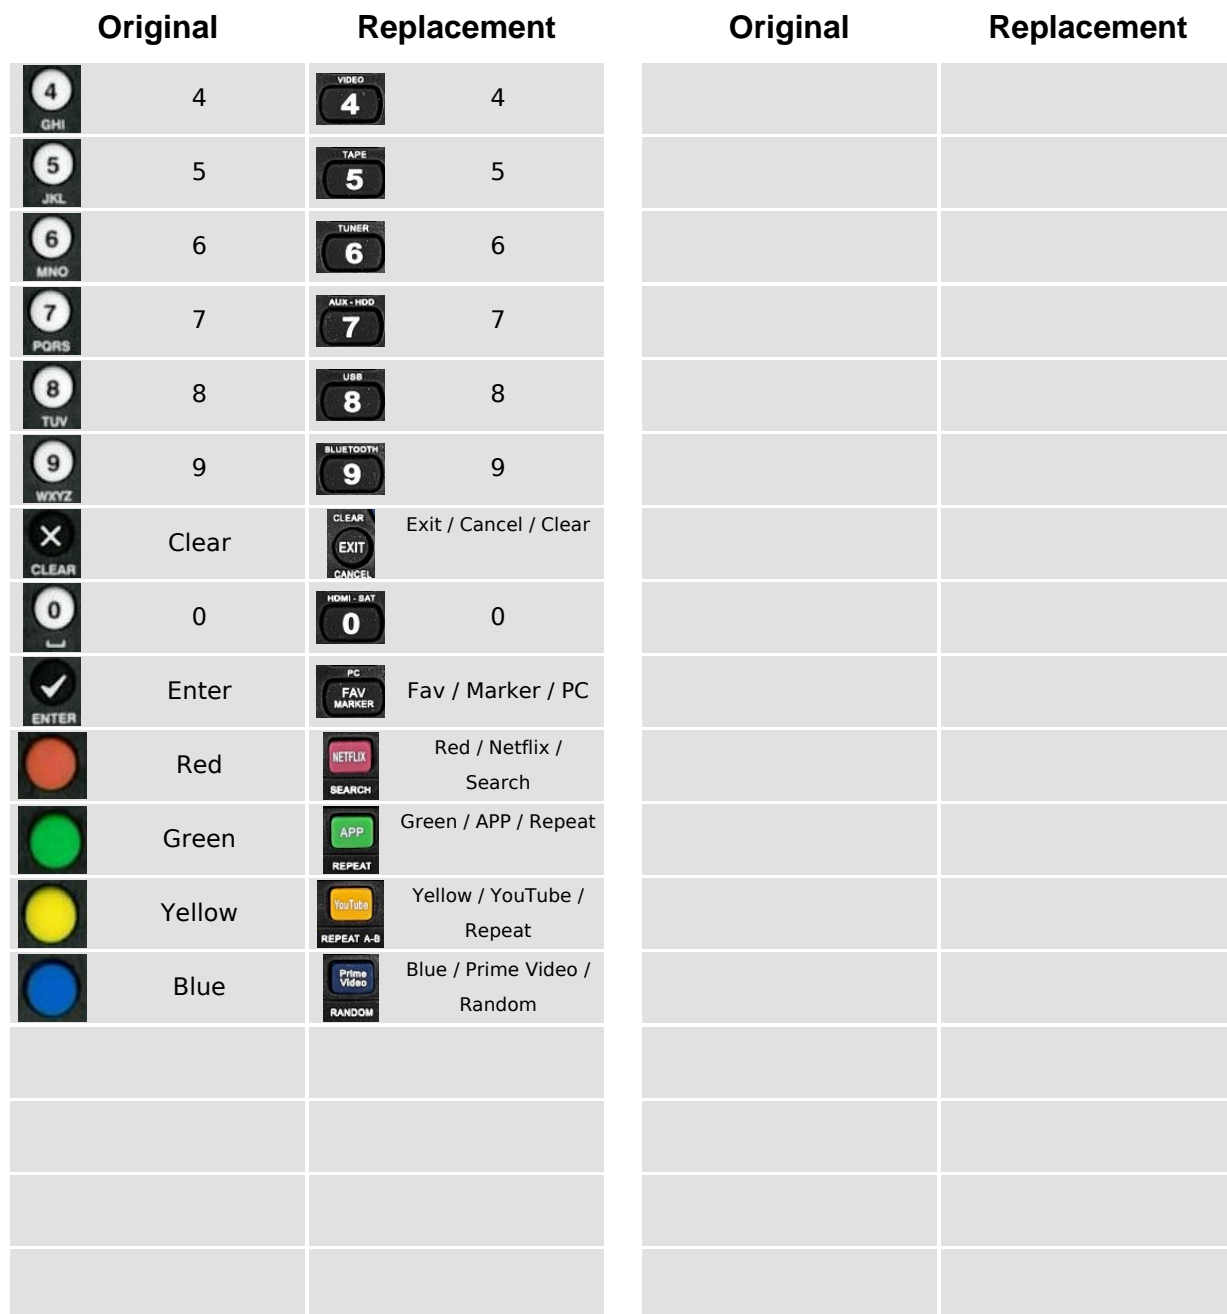 Original Replacement Original Replacement
4 GHI 4 VIDEO 4 4
5 JKL 5 TAPE 5 5
6 MNO 6 TUNER 6 6
7 PQRS 7 AUX - HDD 7 7
8 TUV 8 USB 8 8
9 WXYZ 9 BLUETOOTH 9 9
CLEAR Clear CLEAR EXIT CANCEL Exit / Cancel / Clear
0 0 HDMI - SAT 0 0
ENTER Enter PC FAV MARKER Fav / Marker / PC
Red NETFLIX SEARCH Red / Netflix /
Search
Green APP REPEAT Green / APP / Repeat
Yellow YouTube REPEAT A-B Yellow / YouTube /
Repeat
Blue Prime Video RANDOM Blue / Prime Video /
Random